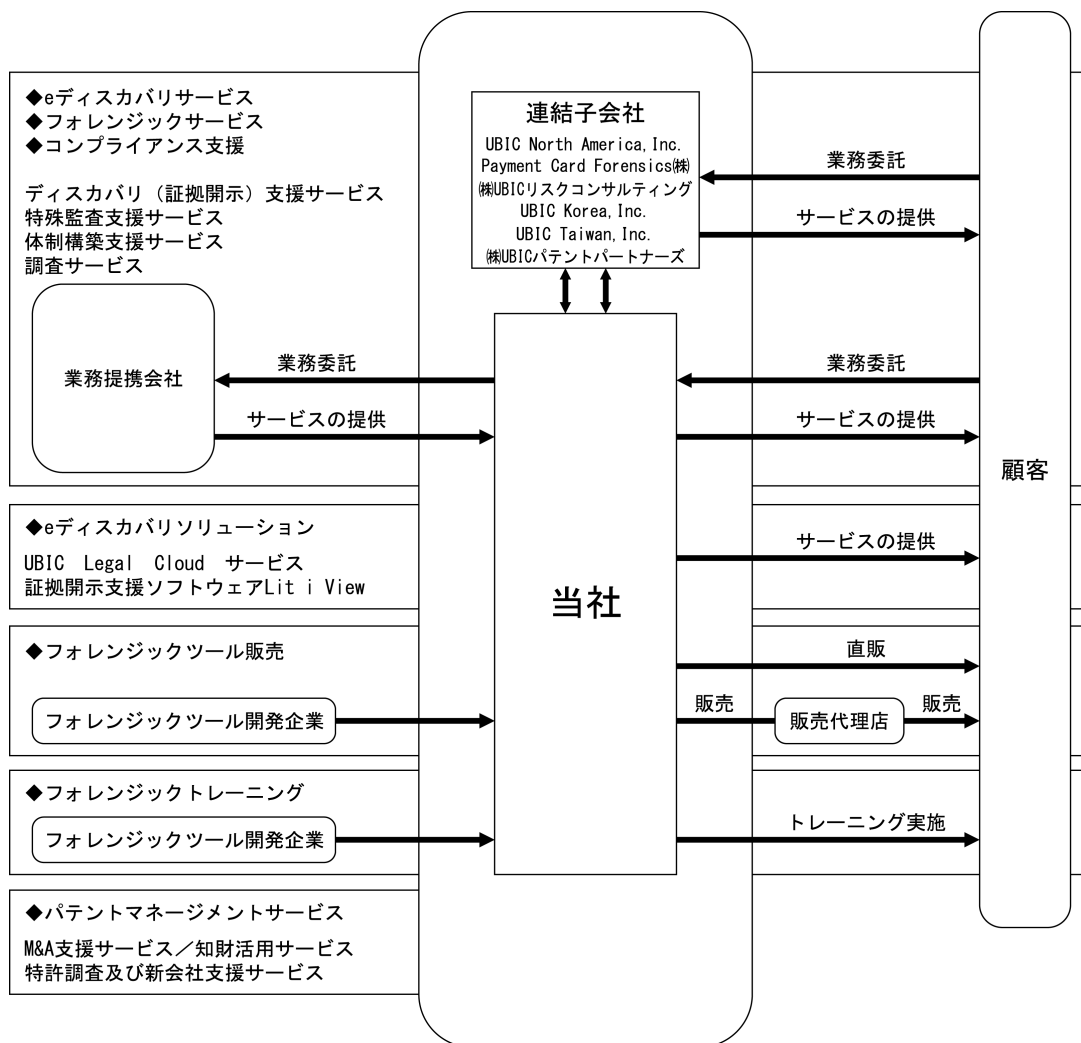 ◆eディスカバリサービス
◆フォレンジックサービス
◆コンプライアンス支援
ディスカバリ（証拠開示）支援サービス
特殊監査支援サービス
体制構築支援サービス
調査サービス
連結子会社
UBIC North America, Inc.
Payment Card Forensics㈱
㈱UBICリスクコンサルティング
UBIC Korea, Inc.
UBIC Taiwan, Inc.
㈱UBICパテントパートナーズ
業務委託
サービスの提供
業務提携会社
業務委託
サービスの提供
業務委託
サービスの提供
顧客
当社
◆eディスカバリソリューション
UBIC　Legal　Cloud　サービス
証拠開示支援ソフトウェアLit i View
サービスの提供
◆フォレンジックツール販売
フォレンジックツール開発企業
直販
販売
販売代理店
販売
◆フォレンジックトレーニング
フォレンジックツール開発企業
トレーニング実施
◆パテントマネージメントサービス
M&A支援サービス／知財活用サービス
特許調査及び新会社支援サービス